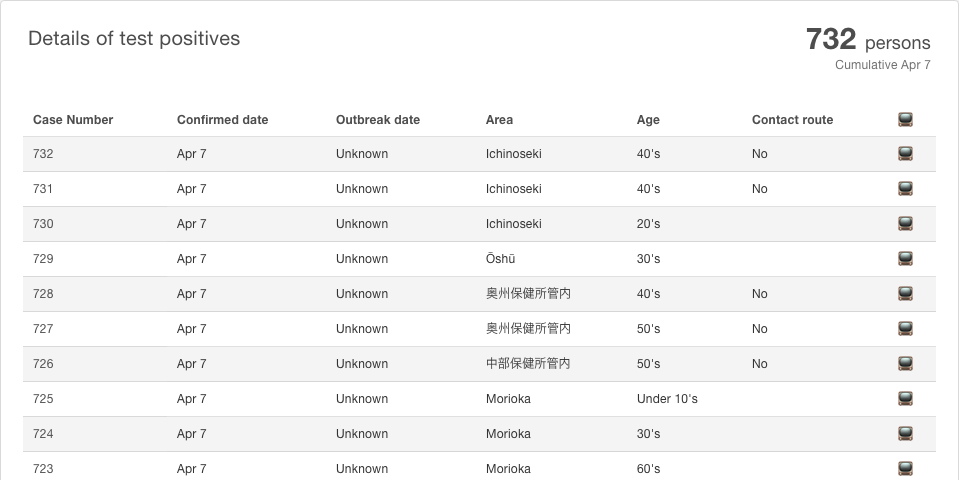 Details of test positives
732 persons
Cumulative Apr 7
Case Number Confirmed date Outbreak date Area Age Contact route
732 Apr 7 Unknown Ichinoseki 40's No
731 Apr 7 Unknown Ichinoseki 40's No
730 Apr 7 Unknown Ichinoseki 20's
729 Apr 7 Unknown Ōshū 30's
728 Apr 7 Unknown 奥州保健所管内 40's No
727 Apr 7 Unknown 奥州保健所管内 50's No
726 Apr 7 Unknown 中部保健所管内 50's No
725 Apr 7 Unknown Morioka Under 10's
724 Apr 7 Unknown Morioka 30's
723 Apr 7 Unknown Morioka 60's